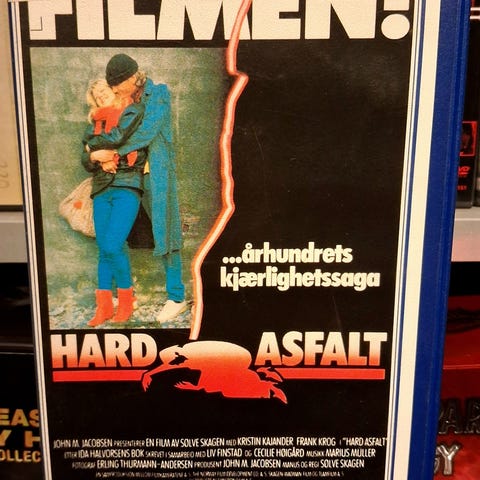 FILMEN!
...århundrets
kjærlighetssaga
HARD ASFALT
JOHN M. JACOBSEN PRESENTERER EN FILM AV SOLVE SKAGEN MED KRISTIN KAJANDER FRANK KROG I "HARD ASFALT"
ETTER IDA HALVORSENS BOK SKREVET I SAMARBEID MED LIV FINSTAD OG CECILIE HØIGÅRD MUSIKK MARIUS MÜLLER
FOTOGRAF ERLING THURMANN-ANDERSEN PRODUSENT JOHN M. JACOBSEN MANUS OG REGI SOLVE SKAGEN
EAS
Y H
OLLEC